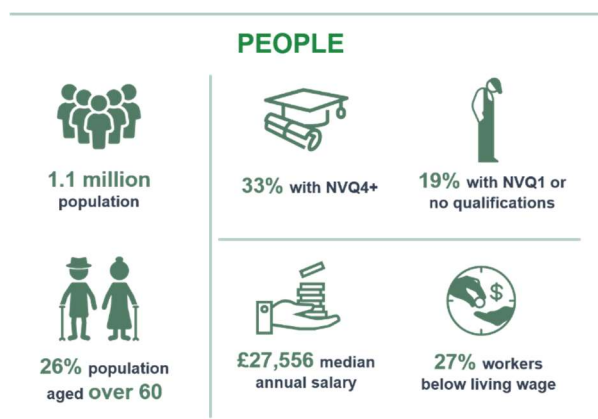 PEOPLE
1.1 million
population
33% with NVQ4+
19% with NVQ1 or
no qualifications
$
26% population
aged over 60
£27,556 median
annual salary
27% workers
below living wage